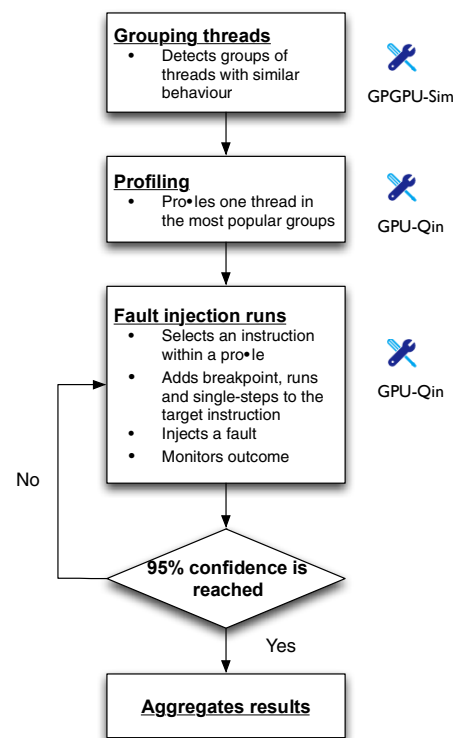 Grouping threads
• Detects groups of
threads with similar
behaviour
GPGPU-Sim
Profiling
• Pro•les one thread in
the most popular groups
GPU-Qin
Fault injection runs
• Selects an instruction
within a pro•le
• Adds breakpoint, runs
and single-steps to the
target instruction
• Injects a fault
• Monitors outcome
GPU-Qin
No
95% confidence is
reached
Yes
Aggregates results